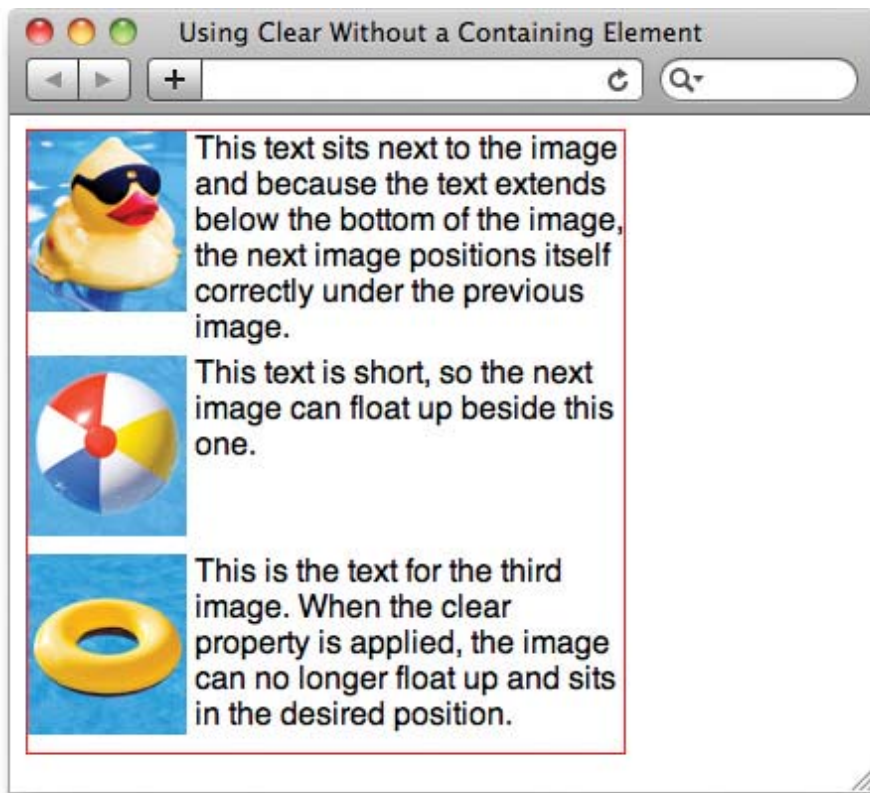 Using Clear Without a Containing Element
This text sits next to the image
and because the text extends
below the bottom of the image,
the next image positions itself
correctly under the previous
image.
This text is short, so the next
image can float up beside this
one.
This is the text for the third
image. When the clear
property is applied, the image
can no longer float up and sits
in the desired position.